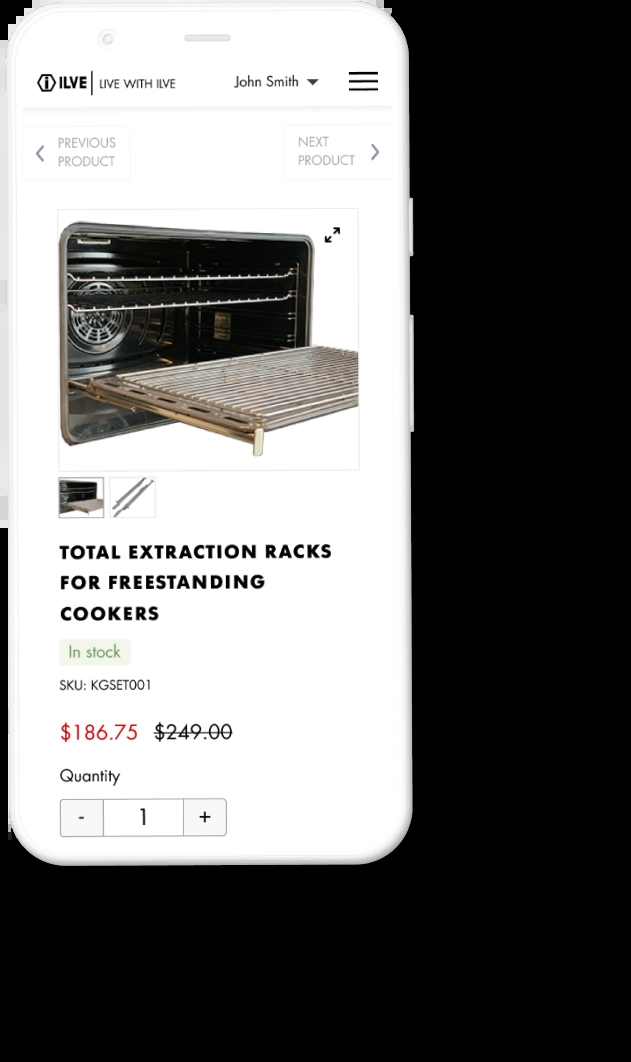 ILVE LIVE WITH ILVE John Smith
PREVIOUS
PRODUCT
NEXT
PRODUCT
TOTAL EXTRACTION RACKS
FOR FREESTANDING
COOKERS
In stock
SKU: KGSET001
$186.75 $249.00
Quantity
- 1 +